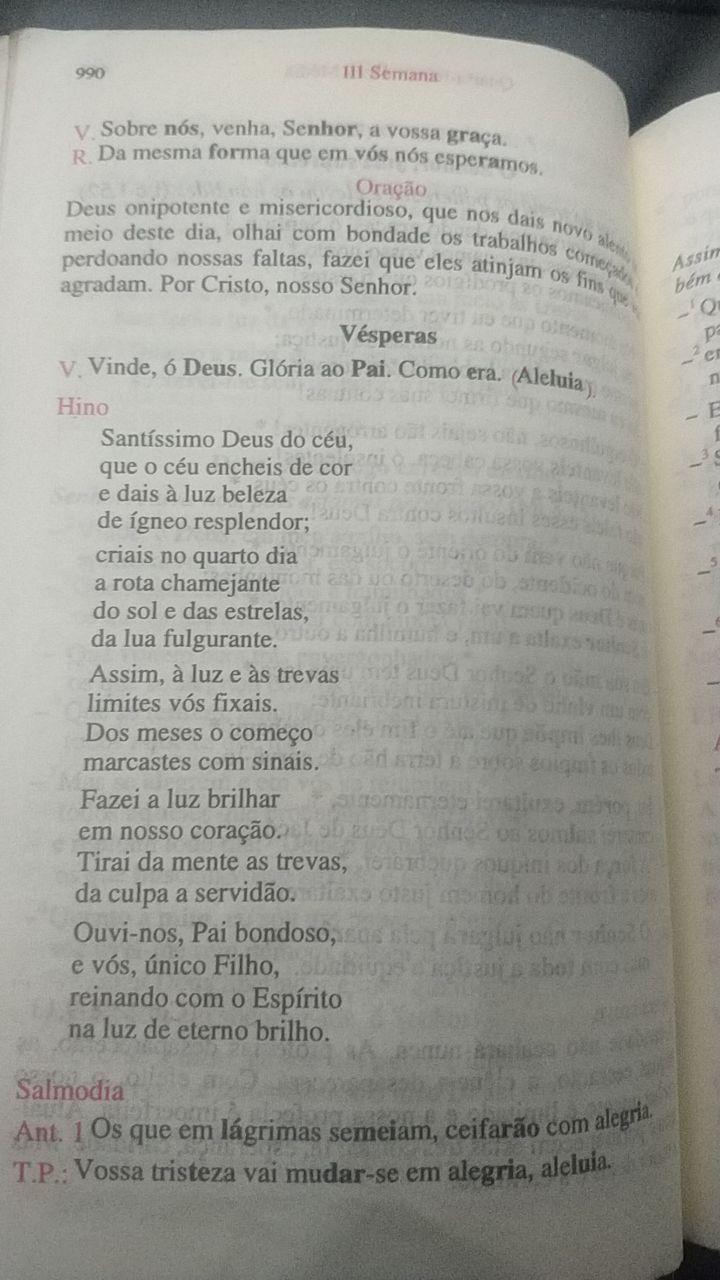 990
III Semana
V. Sobre nós, venha, Senhor, a vossa graça.
R. Da mesma forma que em vós nós esperamos.
Oração
Deus onipotente e misericordioso, que nos dais novo alento
meio deste dia, olhai com bondade os trabalhos começados
perdoando nossas faltas, fazei que eles atinjam os fins que
agradam. Por Cristo, nosso Senhor.
Vésperas
V. Vinde, ó Deus. Glória ao Pai. Como era. (Aleluia).
Hino
Santíssimo Deus do céu,
que o céu encheis de cor
e dais à luz beleza
de ígneo resplendor;
criais no quarto dia
a rota chamejante
do sol e das estrelas,
da lua fulgurante.
Assim, à luz e às trevas
limites vós fixais.
Dos meses o começo
marcastes com sinais.
Fazei a luz brilhar
em nosso coração.
Tirai da mente as trevas,
da culpa a servidão.
Ouvi-nos, Pai bondoso,
e vós, único Filho,
reinando com o Espírito
na luz de eterno brilho.
Salmodia
Ant. 1 Os que em lágrimas semeiam, ceifarão com alegria.
T.P.: Vossa tristeza vai mudar-se em alegria, aleluia.
Assim
bém